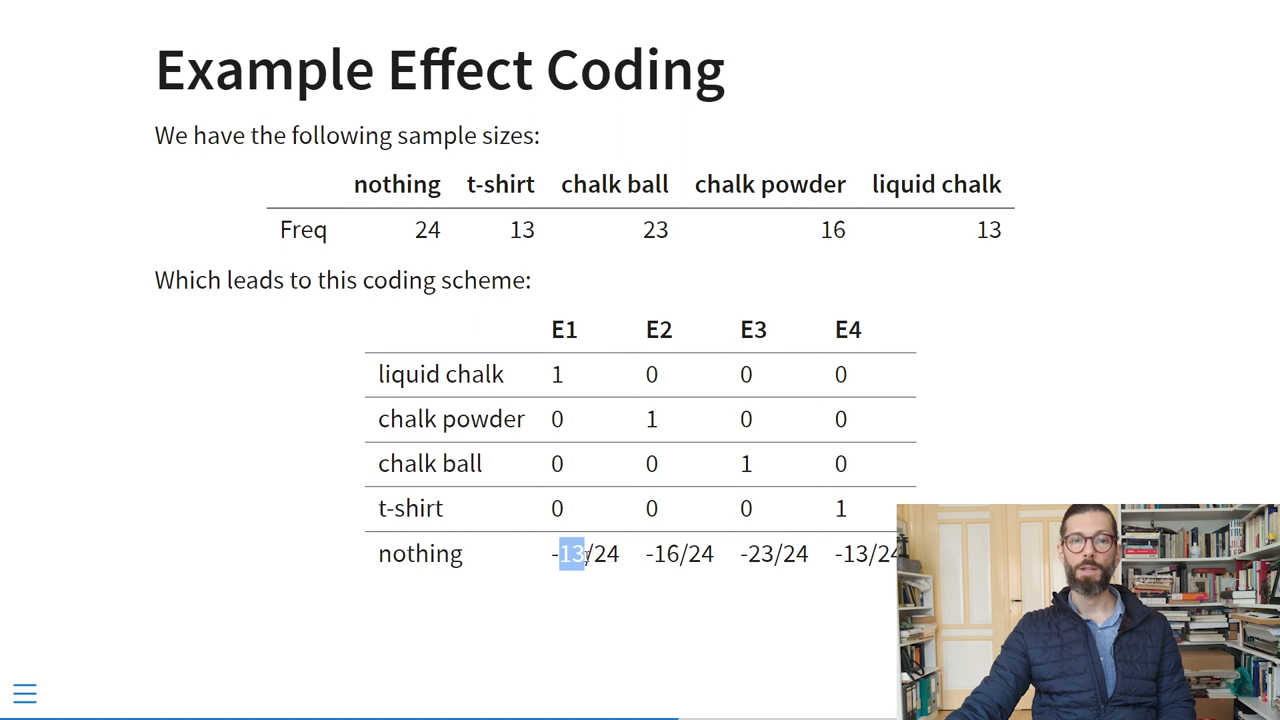 Example Effect Coding
We have the following sample sizes:
nothing t-shirt chalk ball chalk powder liquid chalk
Freq 24 13 23 16 13
Which leads to this coding scheme:
E1 E2 E3 E4
liquid chalk 1 0 0 0
chalk powder 0 1 0 0
chalk ball 0 0 1 0
t-shirt 0 0 0 1
nothing -13/24 -16/24 -23/24 -13/24